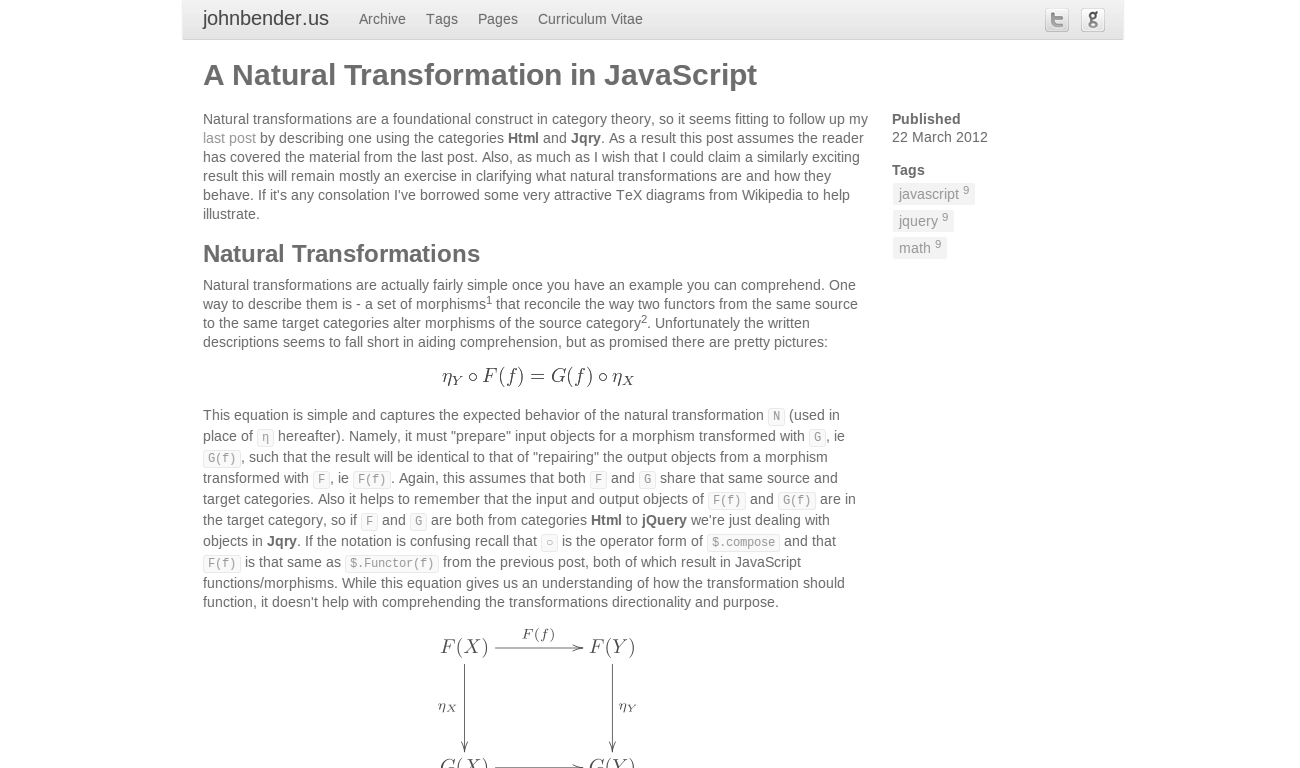 johnbender.us Archive Tags Pages Curriculum Vitae
A Natural Transformation in JavaScript
Natural transformations are a foundational construct in category theory, so it seems fitting to follow up my
last post by describing one using the categories Html and Jqry. As a result this post assumes the reader
has covered the material from the last post. Also, as much as I wish that I could claim a similarly exciting
result this will remain mostly an exercise in clarifying what natural transformations are and how they
behave. If it's any consolation I've borrowed some very attractive TeX diagrams from Wikipedia to help
illustrate.
Published
22 March 2012
Tags
javascript 9
jquery 9
math 9
Natural Transformations
Natural transformations are actually fairly simple once you have an example you can comprehend. One
way to describe them is - a set of morphisms1 that reconcile the way two functors from the same source
to the same target categories alter morphisms of the source category2. Unfortunately the written
descriptions seems to fall short in aiding comprehension, but as promised there are pretty pictures:
ηY ∘ F(f) = G(f) ∘ ηX
This equation is simple and captures the expected behavior of the natural transformation N (used in
place of η hereafter). Namely, it must "prepare" input objects for a morphism transformed with G, ie
G(f), such that the result will be identical to that of "repairing" the output objects from a morphism
transformed with F, ie F(f). Again, this assumes that both F and G share that same source and
target categories. Also it helps to remember that the input and output objects of F(f) and G(f) are in
the target category, so if F and G are both from categories Html to jQuery we're just dealing with
objects in Jqry. If the notation is confusing recall that ○ is the operator form of $.compose and that
F(f) is that same as $.Functor(f) from the previous post, both of which result in JavaScript
functions/morphisms. While this equation gives us an understanding of how the transformation should
function, it doesn't help with comprehending the transformations directionality and purpose.
F(f)
F(X) F(Y)
ηX ηY
G(X) G(Y)